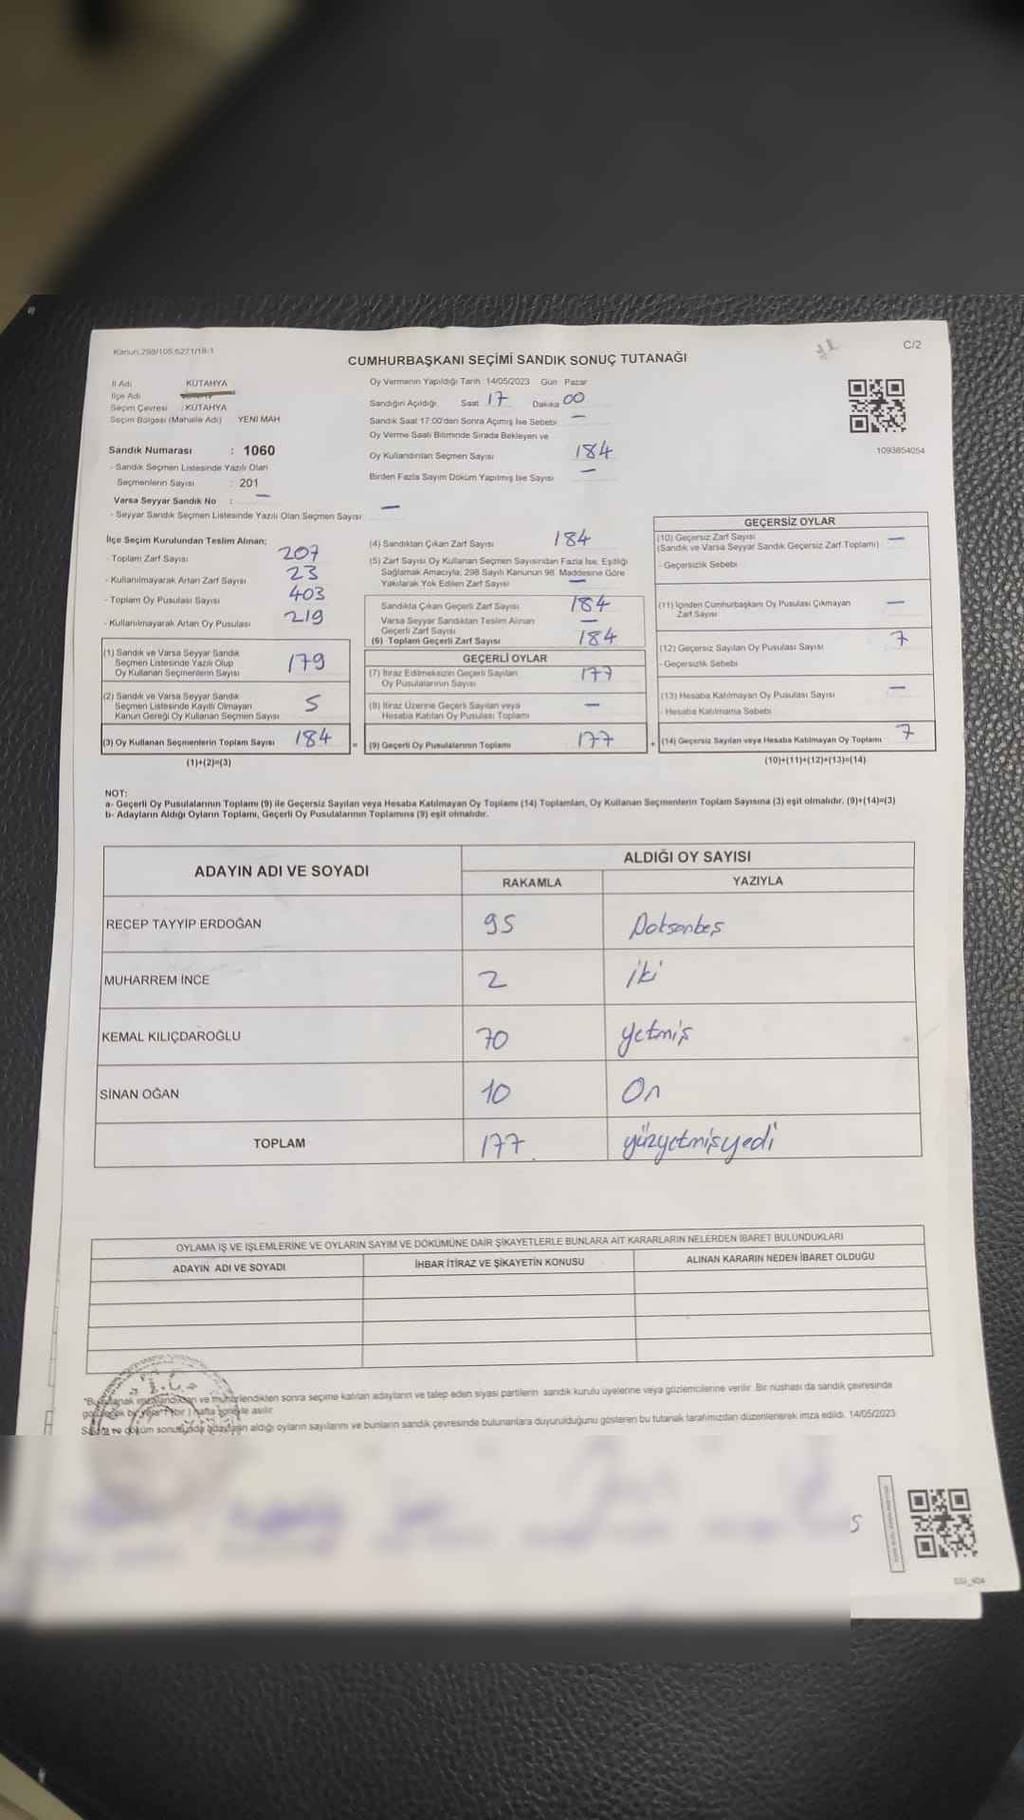 Kanun:298/105,6271/18-1
C/2
CUMHURBAŞKANI SEÇİMİ SANDIK SONUÇ TUTANAĞI
İl Adı KÜTAHYA
İlçe Adı
Seçim Çevresi : KÜTAHYA
Seçim Bölgesi (Mahalle Adı) YENİ MAH
Sandık Numarası : 1060
- Sandık Seçmen Listesinde Yazılı Olan
Seçmenlerin Sayısı : 201
Varsa Seyyar Sandık No : —
- Seyyar Sandık Seçmen Listesinde Yazılı Olan Seçmen Sayısı: —
Oy Vermenin Yapıldığı Tarih 14/05/2023 Gün Pazar
Sandığın Açıldığı Saat 17 Dakika 00
Sandık Saat 17:00'dan Sonra Açımış İse Sebebi —
Oy Verme Saati Bitiminde Sırada Bekleyen ve
Oy Kullandırılan Seçmen Sayısı 184
Birden Fazla Sayım Döküm Yapılmış İse Sayısı —
1093854054
İlçe Seçim Kurulundan Teslim Alınan;
- Toplam Zarf Sayısı 207
- Kullanılmayarak Artan Zarf Sayısı 23
- Toplam Oy Pusulası Sayısı 403
- Kullanılmayarak Artan Oy Pusulası 219
(1) Sandık ve Varsa Seyyar Sandık
Seçmen Listesinde Yazılı Olup
Oy Kullanan Seçmenlerin Sayısı 179
(2) Sandık ve Varsa Seyyar Sandık
Seçmen Listesinde Kayıtlı Olmayan
Kanun Gereği Oy Kullanan Seçmen Sayısı 5
(3) Oy Kullanan Seçmenlerin Toplam Sayısı 184
(1)+(2)=(3)
(4) Sandıktan Çıkan Zarf Sayısı 184
(5) Zarf Sayısı Oy Kullanan Seçmen Sayısından Fazla İse, Eşitliği
Sağlamak Amacıyla, 298 Sayılı Kanunun 98. Maddesine Göre
Yakılarak Yok Edilen Zarf Sayısı —
Sandıkta Çıkan Geçerli Zarf Sayısı 184
Varsa Seyyar Sandıktan Teslim Alınan
Geçerli Zarf Sayısı —
(6) Toplam Geçerli Zarf Sayısı 184
GEÇERLİ OYLAR
(7) İtiraz Edilmeksizin Geçerli Sayılan
Oy Pusulalarının Sayısı 177
(8) İtiraz Üzerine Geçerli Sayılan veya
Hesaba Katılan Oy Pusulası Toplamı —
= (9) Geçerli Oy Pusulalarının Toplamı 177
GEÇERSİZ OYLAR
(10) Geçersiz Zarf Sayısı
(Sandık ve Varsa Seyyar Sandık Geçersiz Zarf Toplamı) —
- Geçersizlik Sebebi
(11) İçinden Cumhurbaşkanı Oy Pusulası Çıkmayan
Zarf Sayısı —
(12) Geçersiz Sayılan Oy Pusulası Sayısı 7
- Geçersizlik Sebebi
(13) Hesaba Katılmayan Oy Pusulası Sayısı —
- Hesaba Katılmama Sebebi
+ (14) Geçersiz Sayılan veya Hesaba Katılmayan Oy Toplamı 7
(10)+(11)+(12)+(13)=(14)
NOT:
a- Geçerli Oy Pusulalarının Toplamı (9) ile Geçersiz Sayılan veya Hesaba Katılmayan Oy Toplamı (14) Toplamları, Oy Kullanan Seçmenlerin Toplam Sayısına (3) eşit olmalıdır. (9)+(14)=(3)
b- Adayların Aldığı Oyların Toplamı, Geçerli Oy Pusulalarının Toplamına (9) eşit olmalıdır.
ADAYIN ADI VE SOYADI
ALDIĞI OY SAYISI
RAKAMLA YAZIYLA
RECEP TAYYİP ERDOĞAN 95 Doksanbeş
MUHARREM İNCE 2 iki
KEMAL KILIÇDAROĞLU 70 yetmiş
SİNAN OĞAN 10 On
TOPLAM 177 yüzyetmişyedi
OYLAMA İŞ VE İŞLEMLERİNE VE OYLARIN SAYIM VE DÖKÜMÜNE DAİR ŞİKAYETLERLE BUNLARA AİT KARARLARIN NELERDEN İBARET BULUNDUKLARI
ADAYIN ADI VE SOYADI İHBAR İTİRAZ VE ŞİKAYETİN KONUSU ALINAN KARARIN NEDEN İBARET OLDUĞU
T.C.
ve mühürlendikten sonra seçime katılan adayların ve talep eden siyasi partilerin sandık kurulu üyelerine veya gözlemcilerine verilir. Bir nüshası da sandık çevresinde
hafta süreyle asılır
sonucunda adayların aldığı oyların sayılarını ve bunların sandık çevresinde bulunanlara duyurulduğunu gösteren bu tutanak tarafımızdan düzenlenerek imza edildi. 14/05/2023